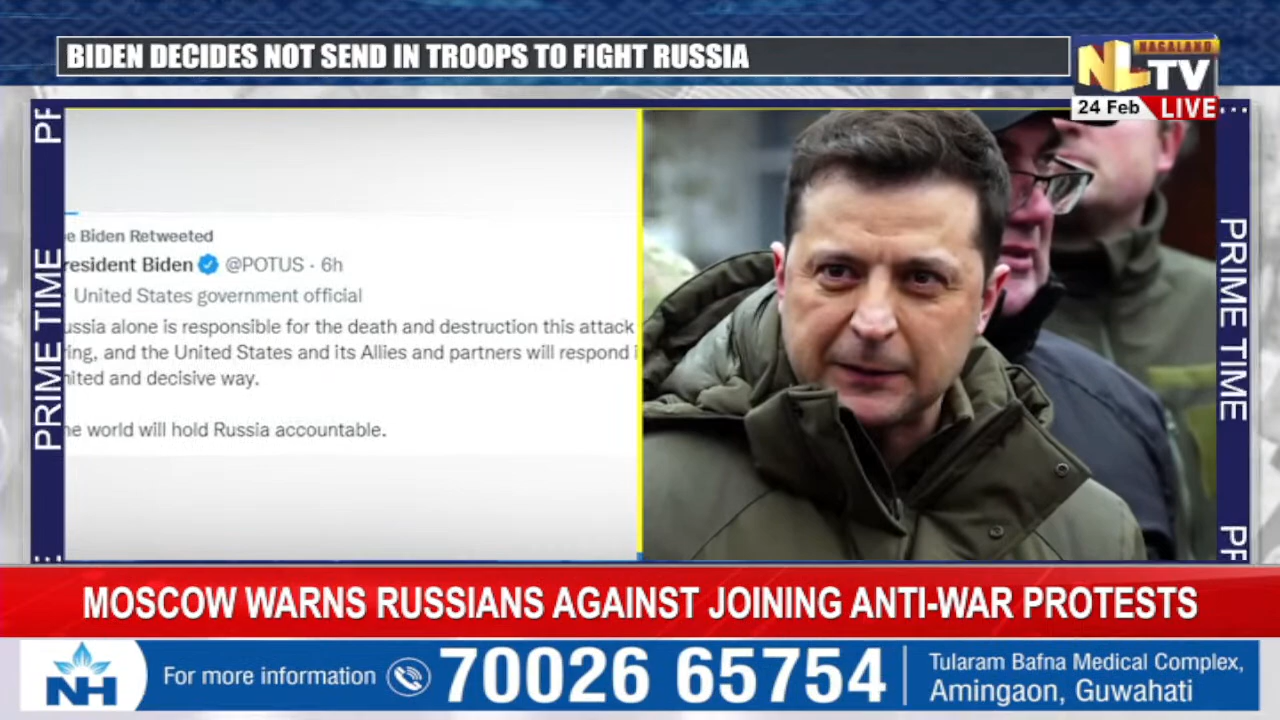 BIDEN DECIDES NOT SEND IN TROOPS TO FIGHT RUSSIA
NAGALAND
NLTV
24 Feb LIVE
PRIME TIME
e Biden Retweeted
resident Biden @POTUS · 6h
United States government official
ussia alone is responsible for the death and destruction this attack
ing, and the United States and its Allies and partners will respond i
nited and decisive way.
he world will hold Russia accountable.
PRIME TIME
MOSCOW WARNS RUSSIANS AGAINST JOINING ANTI-WAR PROTESTS
NH
For more information 70026 65754
Tularam Bafna Medical Complex,
Amingaon, Guwahati